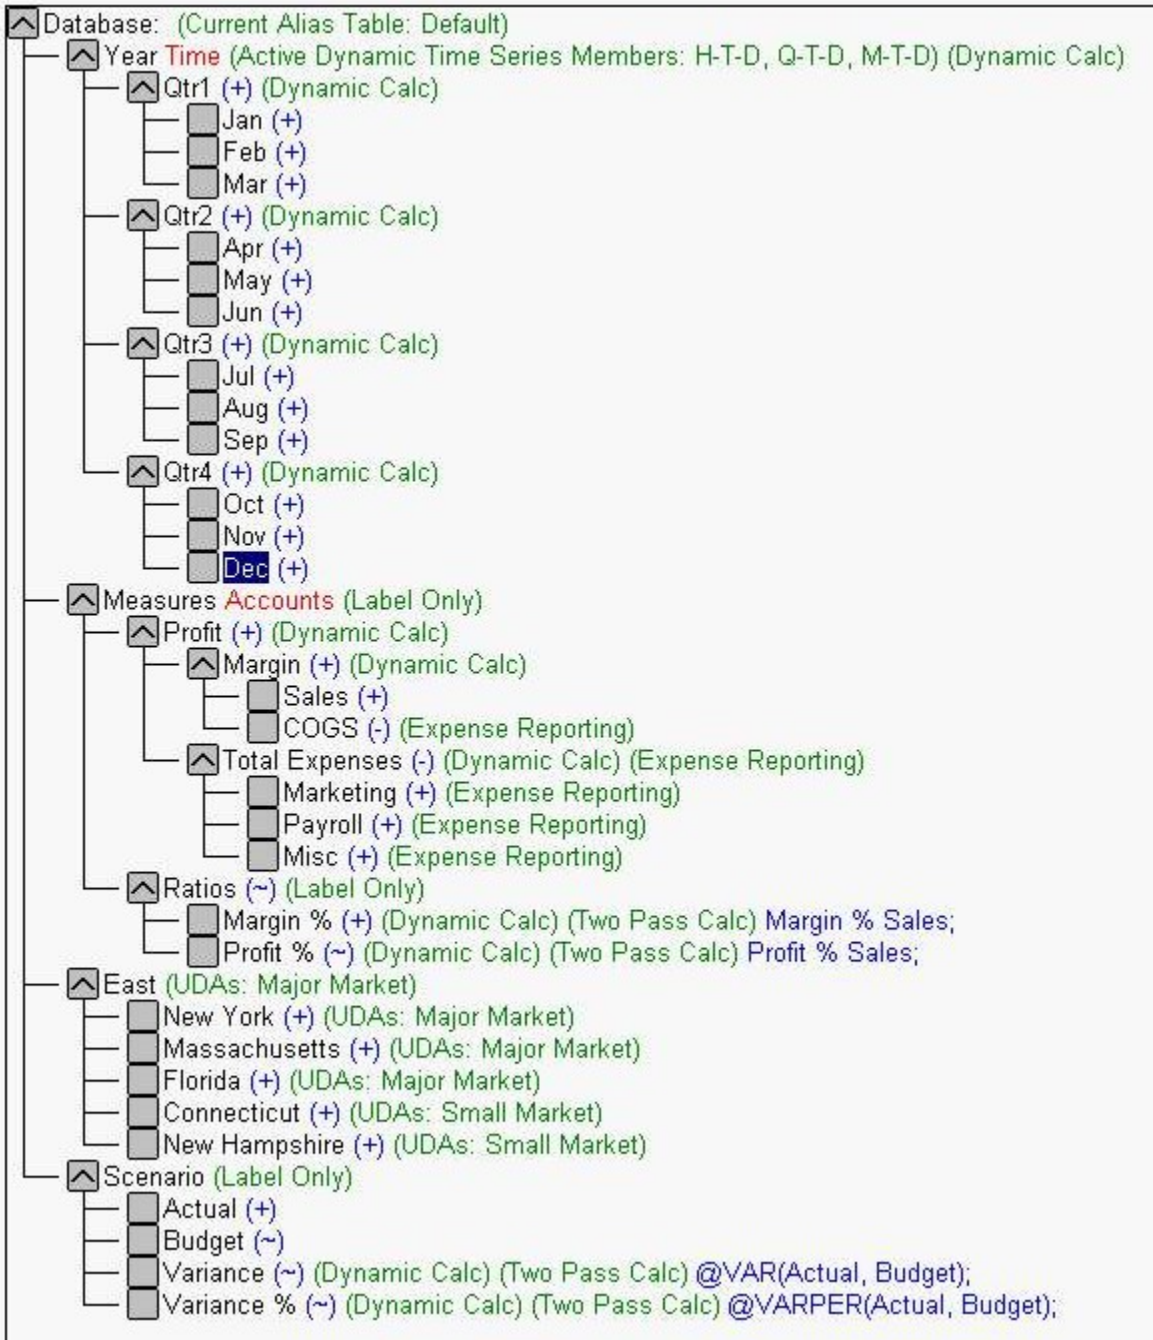 Database: (Current Alias Table: Default)
Year Time (Active Dynamic Time Series Members: H-T-D, Q-T-D, M-T-D) (Dynamic Calc)
Qtr1 (+) (Dynamic Calc)
Jan (+)
Feb (+)
Mar (+)
Qtr2 (+) (Dynamic Calc)
Apr (+)
May (+)
Jun (+)
Qtr3 (+) (Dynamic Calc)
Jul (+)
Aug (+)
Sep (+)
Qtr4 (+) (Dynamic Calc)
Oct (+)
Nov (+)
Dec (+)
Measures Accounts (Label Only)
Profit (+) (Dynamic Calc)
Margin (+) (Dynamic Calc)
Sales (+)
COGS (-) (Expense Reporting)
Total Expenses (-) (Dynamic Calc) (Expense Reporting)
Marketing (+) (Expense Reporting)
Payroll (+) (Expense Reporting)
Misc (+) (Expense Reporting)
Ratios (~) (Label Only)
Margin % (+) (Dynamic Calc) (Two Pass Calc) Margin % Sales;
Profit % (~) (Dynamic Calc) (Two Pass Calc) Profit % Sales;
East (UDAs: Major Market)
New York (+) (UDAs: Major Market)
Massachusetts (+) (UDAs: Major Market)
Florida (+) (UDAs: Major Market)
Connecticut (+) (UDAs: Small Market)
New Hampshire (+) (UDAs: Small Market)
Scenario (Label Only)
Actual (+)
Budget (~)
Variance (~) (Dynamic Calc) (Two Pass Calc) @VAR(Actual, Budget);
Variance % (~) (Dynamic Calc) (Two Pass Calc) @VARPER(Actual, Budget);